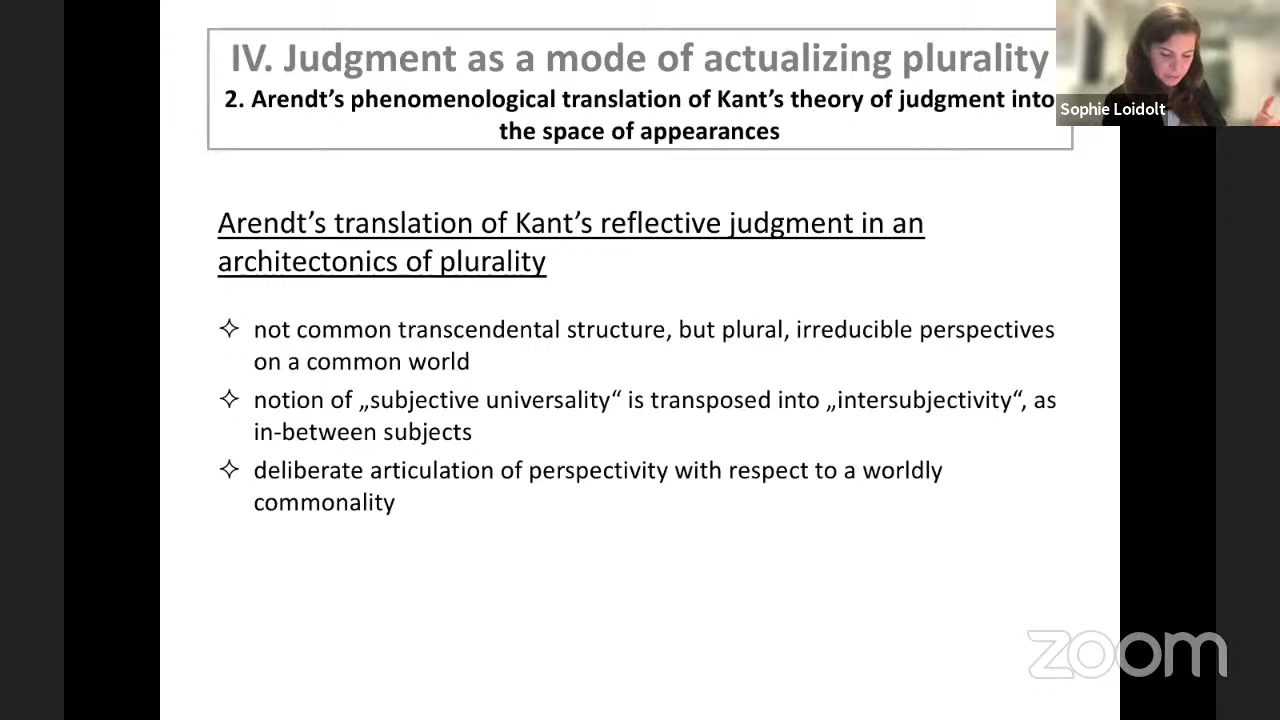 IV. Judgment as a mode of actualizing plurality
2. Arendt’s phenomenological translation of Kant’s theory of judgment into
the space of appearances
Sophie Loidolt
Arendt’s translation of Kant’s reflective judgment in an
architectonics of plurality
not common transcendental structure, but plural, irreducible perspectives
on a common world
notion of „subjective universality“ is transposed into „intersubjectivity“, as
in-between subjects
deliberate articulation of perspectivity with respect to a worldly
commonality
zoom